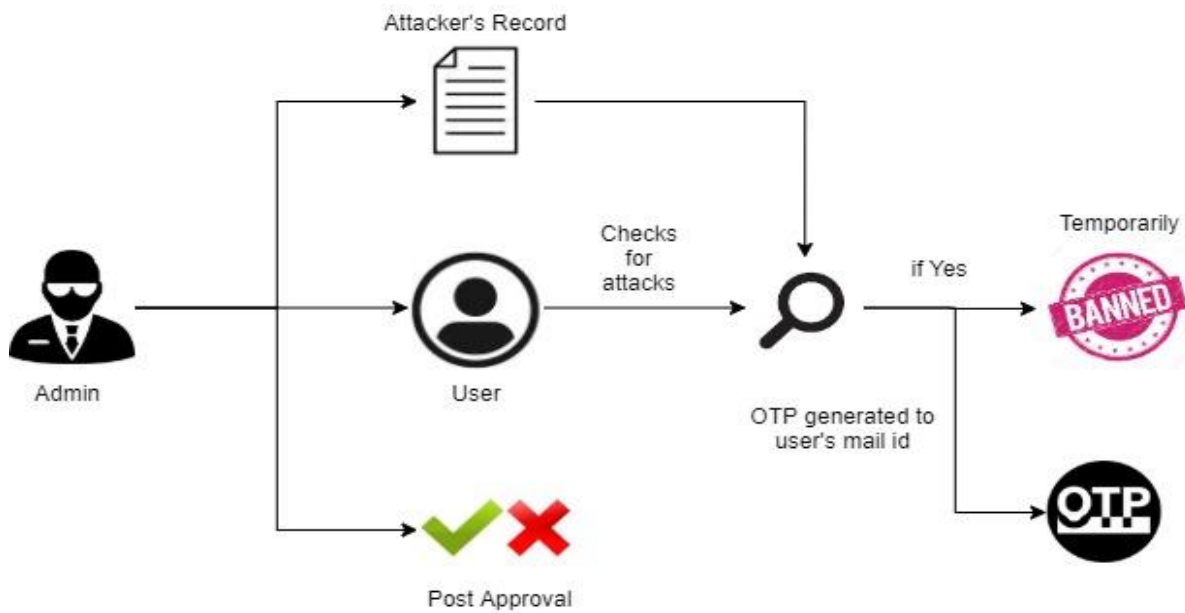 Attacker's Record
Checks
for
attacks
Temporarily
if Yes
BANNED
Admin
User
OTP generated to
user's mail id
OTP
Post Approval